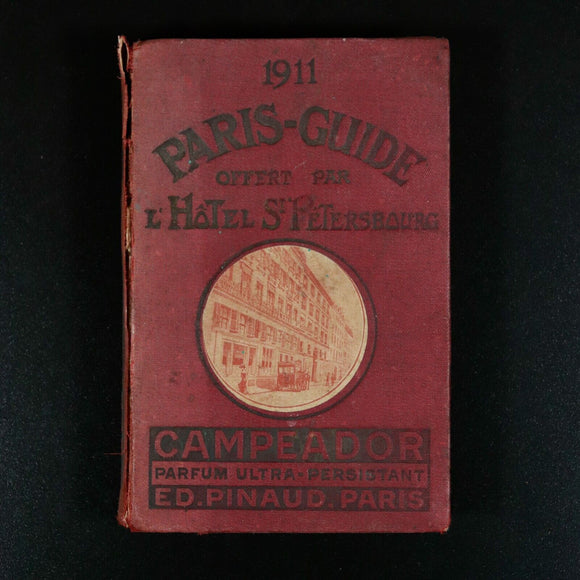 1911
PARIS-GUIDE
OFFERT PAR
L'HÔTEL ST PÉTERSBOURG
CAMPEADOR
PARFUM ULTRA-PERSISTANT
ED. PINAUD. PARIS